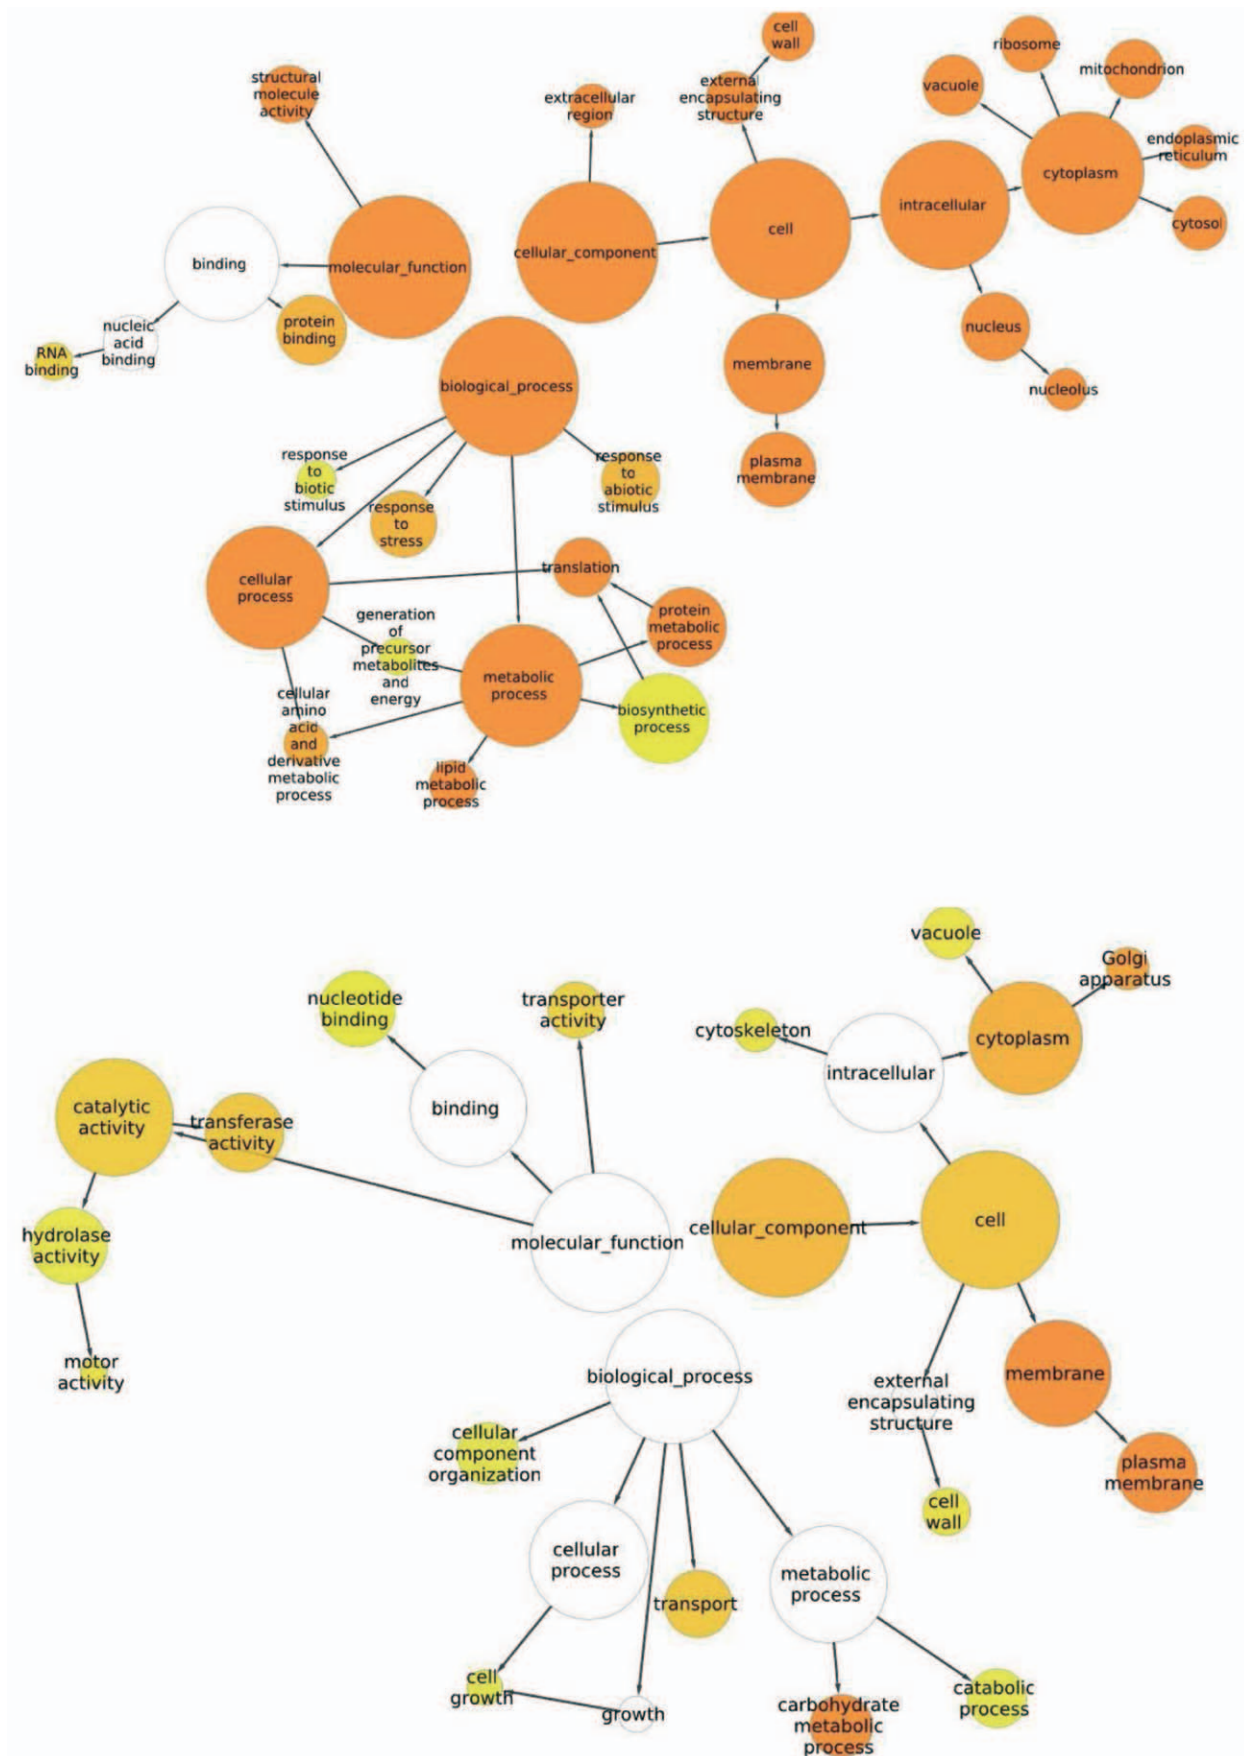 cell
wall
ribosome
mitochondrion
structural
molecule
activity
extracellular
region
external
encapsulating
structure
vacuole
endoplasmic
reticulum
cytoplasm
intracellular
cytosol
cell
cellular_component
binding
molecular_function
nucleic
acid
binding
protein
binding
RNA
binding
nucleus
nucleolus
membrane
plasma
membrane
biological_process
response
to
biotic
stimulus
response
to
stress
response
to
abiotic
stimulus
cellular
process
translation
generation
of
precursor
metabolites
and
energy
protein
metabolic
process
metabolic
process
biosynthetic
process
cellular
amino
acid
and
derivative
metabolic
process
lipid
metabolic
process
vacuole
Golgi
apparatus
nucleotide
binding
transporter
activity
cytoskeleton
cytoplasm
intracellular
catalytic
activity
transferase
activity
binding
hydrolase
activity
molecular_function
cellular_component
cell
motor
activity
biological_process
external
encapsulating
structure
membrane
cellular
component
organization
plasma
membrane
cell
wall
cellular
process
metabolic
process
transport
cell
growth
growth
carbohydrate
metabolic
process
catabolic
process